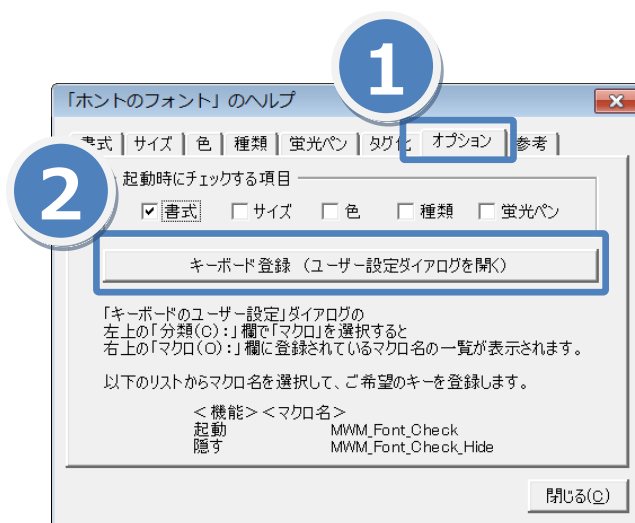 1
「ホントのフォント」のヘルプ
書式 サイズ 色 種類 蛍光ペン タグ化 オプション 参考
2
起動時にチェックする項目
書式 サイズ 色 種類 蛍光ペン
キーボード登録 （ユーザー設定ダイアログを開く）
「キーボードのユーザー設定」ダイアログの
左上の「分類(C)：」欄で「マクロ」を選択すると
右上の「マクロ(O)：」欄に登録されているマクロ名の一覧が表示されます。
以下のリストからマクロ名を選択して、ご希望のキーを登録します。
＜機能＞＜マクロ名＞
起動 MWM_Font_Check
隠す MWM_Font_Check_Hide
閉じる(C)